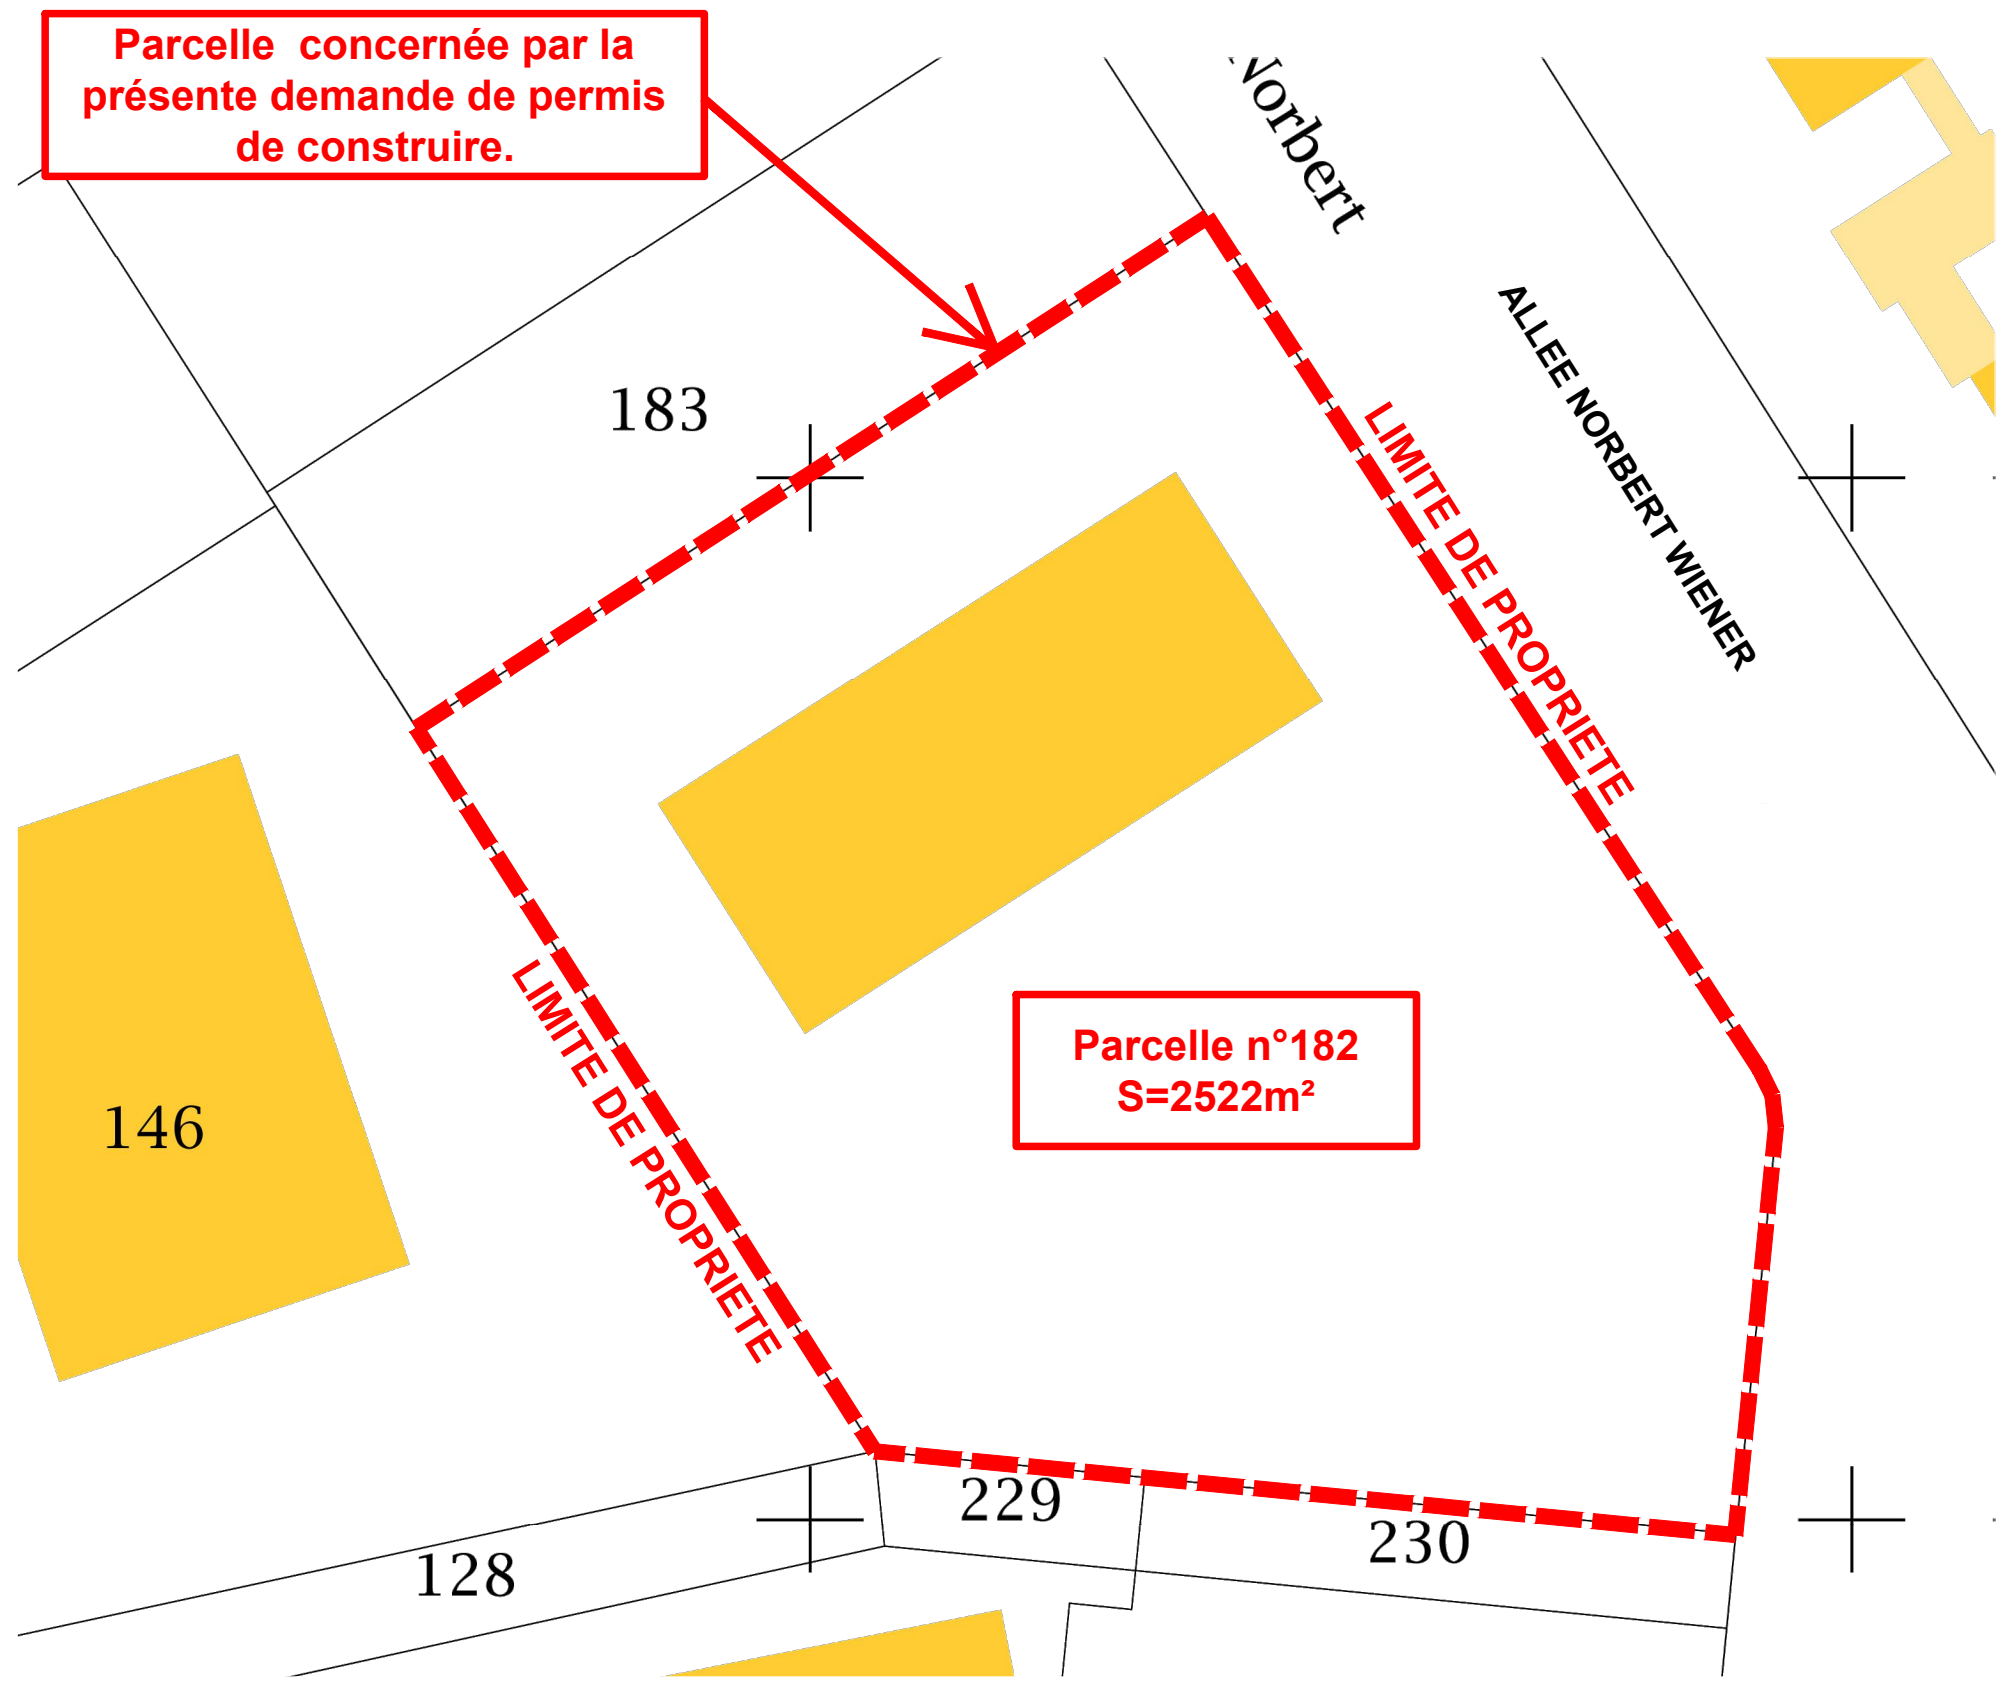 Parcelle concernée par la
présente demande de permis
de construire.
Norbert
ALLEE NORBERT WIENER
183
LIMITE DE PROPRIETE
LIMITE DE PROPRIETE
Parcelle n°182
S=2522m²
146
229
230
128